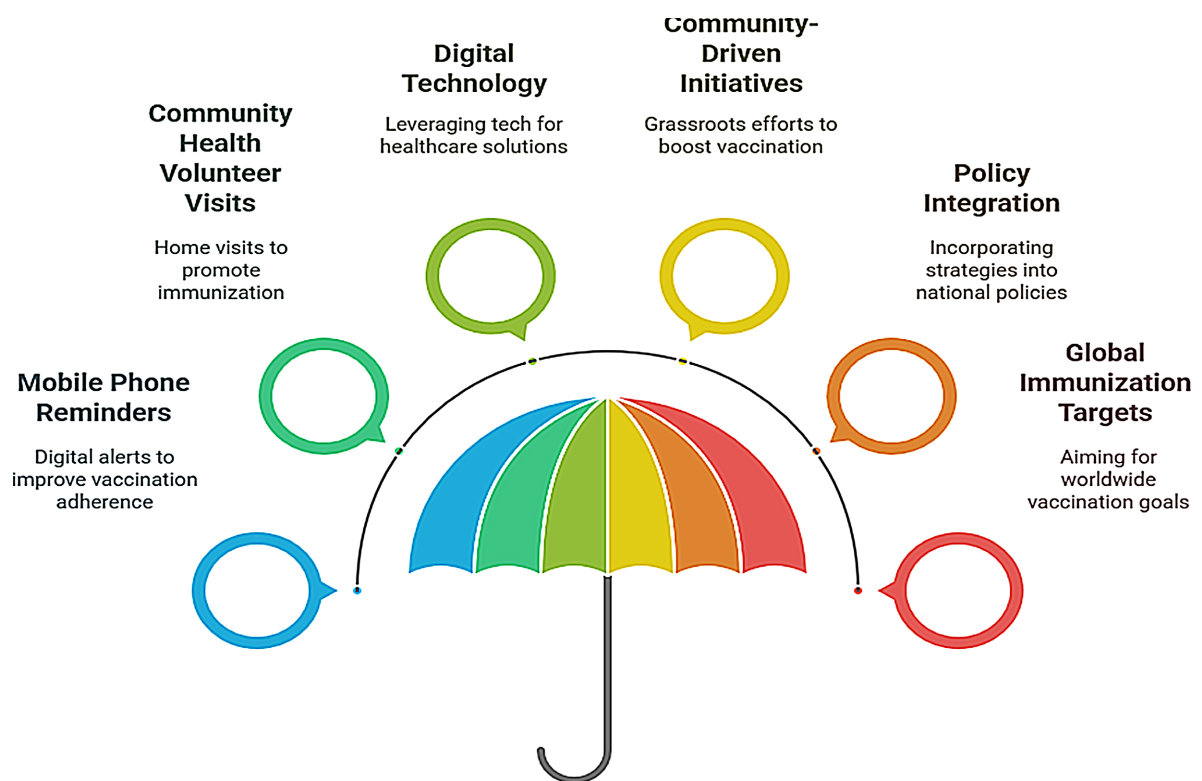 Community-
Driven
Initiatives
Grassroots efforts to
boost vaccination
Digital
Technology
Leveraging tech for
healthcare solutions
Community
Health
Volunteer
Visits
Home visits to
promote
immunization
Policy
Integration
Incorporating
strategies into
national policies
Mobile Phone
Reminders
Digital alerts to
improve vaccination
adherence
Global
Immunization
Targets
Aiming for
worldwide
vaccination goals